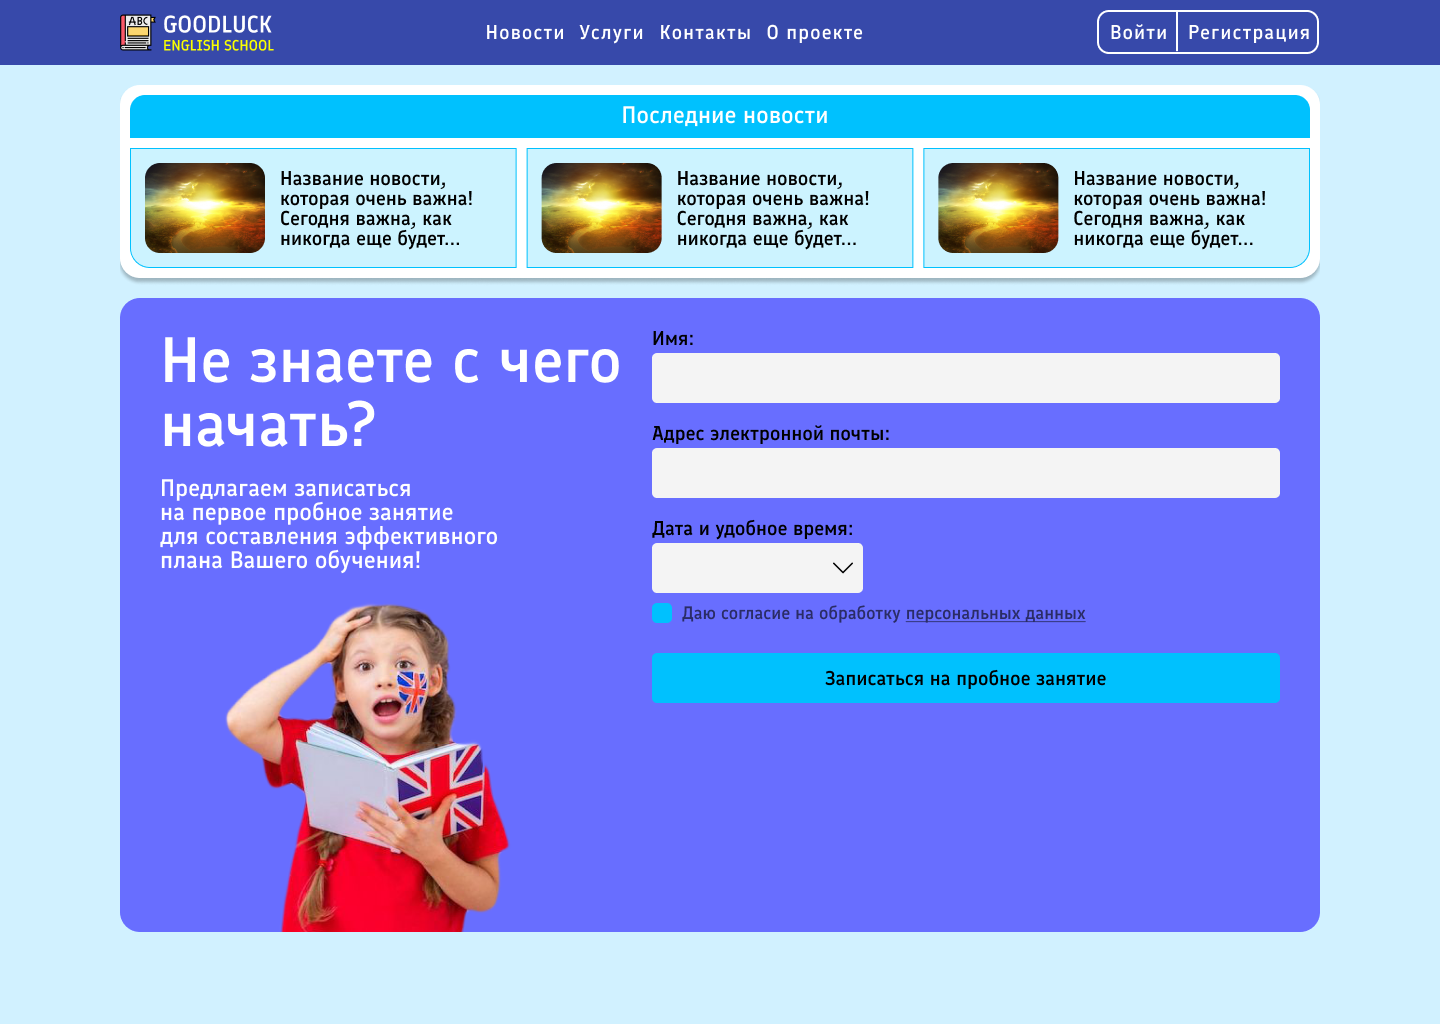 ABC
GOODLUCK
ENGLISH SCHOOL
Новости Услуги Контакты О проекте
Войти Регистрация
Последние новости
Название новости,
которая очень важна!
Сегодня важна, как
никогда еще будет...
Название новости,
которая очень важна!
Сегодня важна, как
никогда еще будет...
Название новости,
которая очень важна!
Сегодня важна, как
никогда еще будет...
Не знаете с чего
начать?
Предлагаем записаться
на первое пробное занятие
для составления эффективного
плана Вашего обучения!
Имя:
Адрес электронной почты:
Дата и удобное время:
Даю согласие на обработку персональных данных
Записаться на пробное занятие